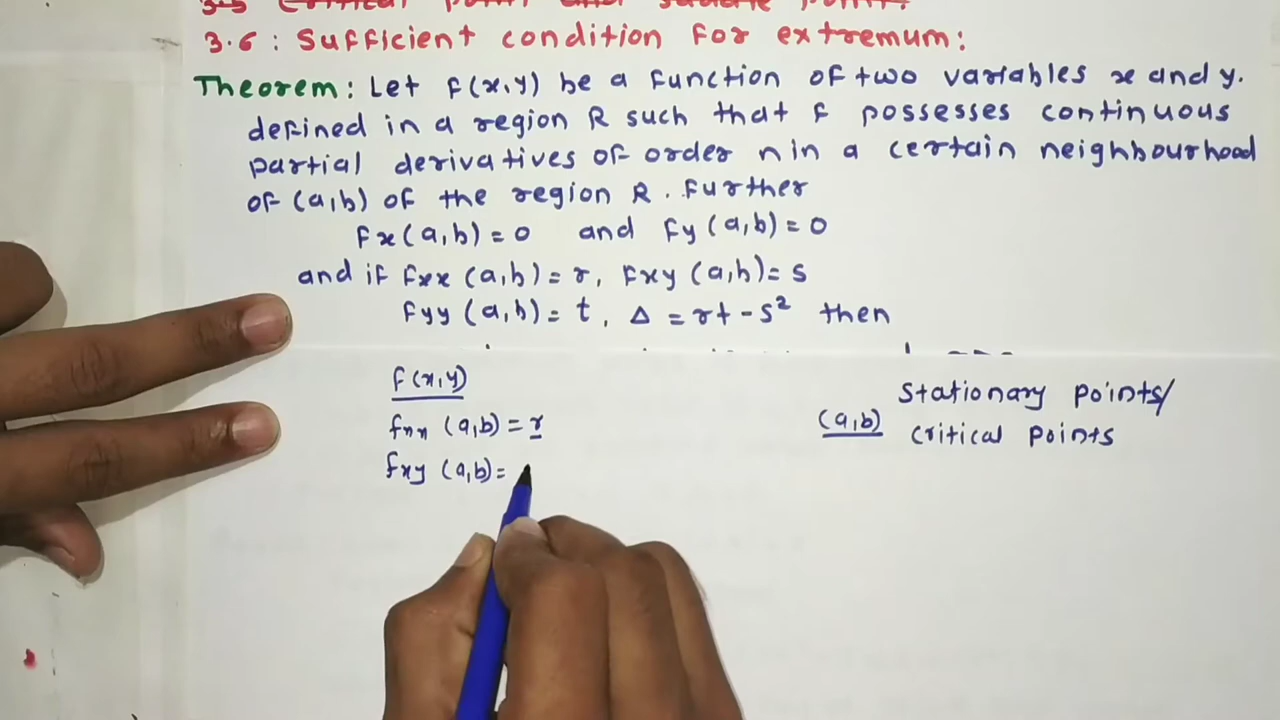 3.6 : Sufficient condition for extremum:
Theorem: Let f(x,y) be a function of two variables x and y.
defined in a region R such that f possesses continuous
partial derivatives of order n in a certain neighbourhood
of (a,b) of the region R. Further
fx(a,b)=0 and fy(a,b)=0
and if fxx(a,b)=r, fxy(a,b)=s
fyy(a,b)=t, Δ=rt-s² then
f(x,y)
fxx (a,b)=r
fxy (a,b)=
Stationary points/
(a,b) critical points